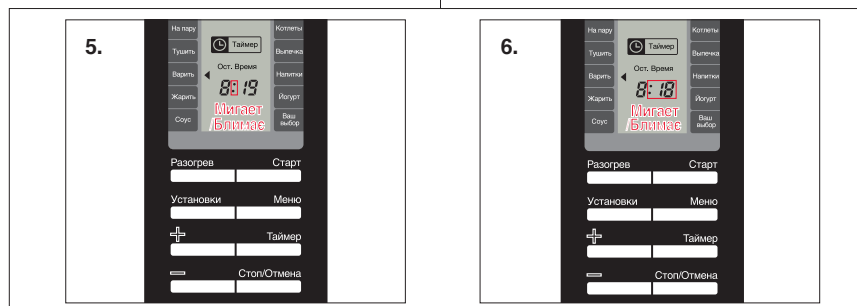 5.
На пару Котлеты
Тушить Таймер Выпечка
Ост. Время
Варить Напитки
Жарить 8:19 Йогурт
Соус Мигает Ваш
/Блимає выбор
Разогрев Старт
Установки Меню
+ Таймер
– Стоп/Отмена
6.
На пару Котлеты
Тушить Таймер Выпечка
Ост. Время
Варить Напитки
Жарить 8:18 Йогурт
Соус Мигает Ваш
/Блимає выбор
Разогрев Старт
Установки Меню
+ Таймер
– Стоп/Отмена